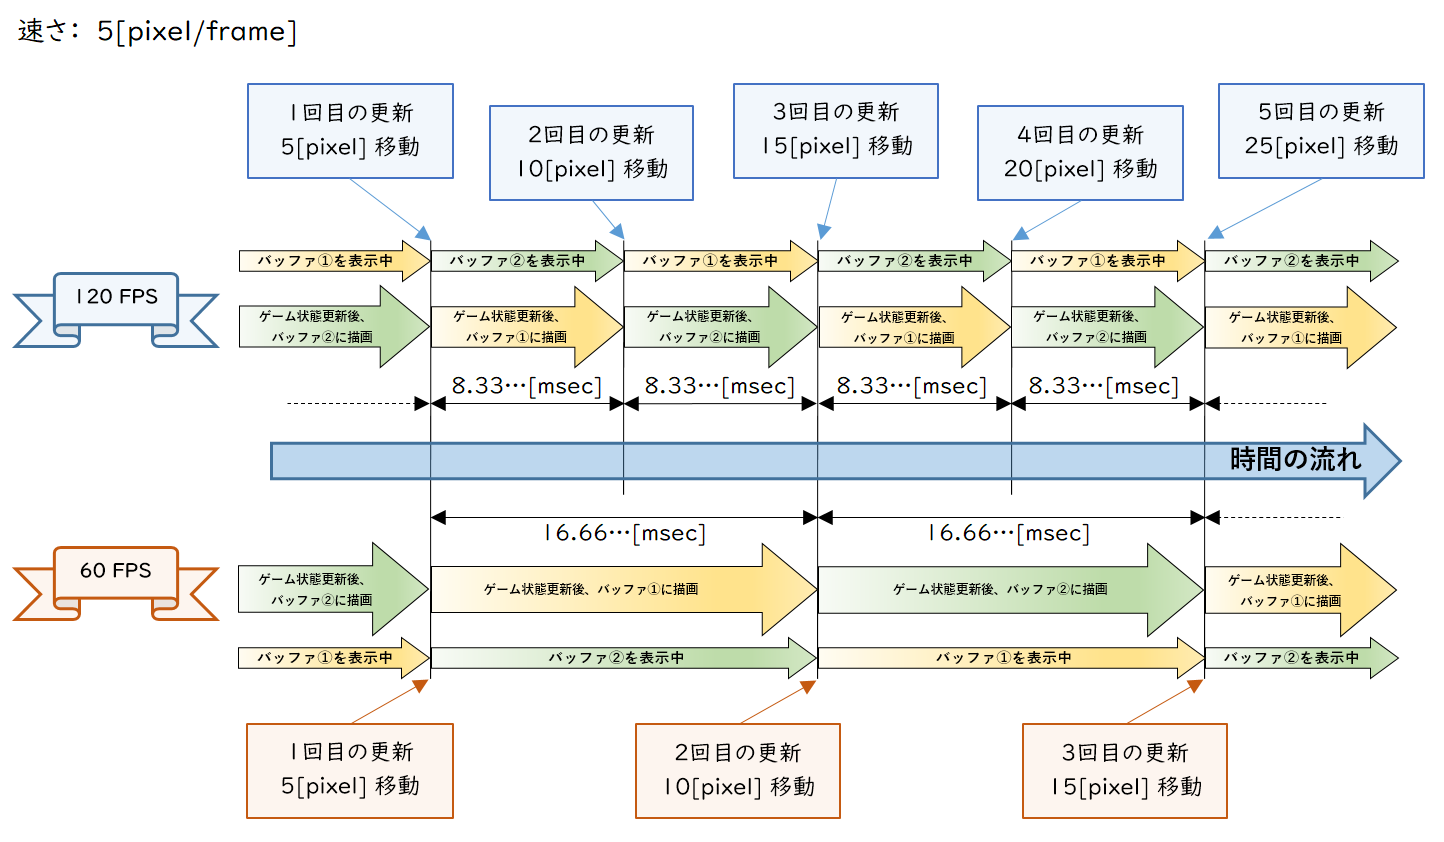 速さ： 5[pixel/frame]
1回目の更新
5[pixel] 移動
2回目の更新
10[pixel] 移動
3回目の更新
15[pixel] 移動
4回目の更新
20[pixel] 移動
5回目の更新
25[pixel] 移動
120 FPS
バッファ①を表示中
バッファ②を表示中
バッファ①を表示中
バッファ②を表示中
バッファ①を表示中
バッファ②を表示中
ゲーム状態更新後、
バッファ②に描画
ゲーム状態更新後、
バッファ①に描画
ゲーム状態更新後、
バッファ②に描画
ゲーム状態更新後、
バッファ①に描画
ゲーム状態更新後、
バッファ②に描画
ゲーム状態更新後、
バッファ①に描画
8.33…[msec]
8.33…[msec]
8.33…[msec]
8.33…[msec]
時間の流れ
16.66…[msec]
16.66…[msec]
60 FPS
ゲーム状態更新後、
バッファ②に描画
ゲーム状態更新後、バッファ①に描画
ゲーム状態更新後、バッファ②に描画
ゲーム状態更新後、
バッファ①に描画
バッファ①を表示中
バッファ②を表示中
バッファ①を表示中
バッファ②を表示中
1回目の更新
5[pixel] 移動
2回目の更新
10[pixel] 移動
3回目の更新
15[pixel] 移動